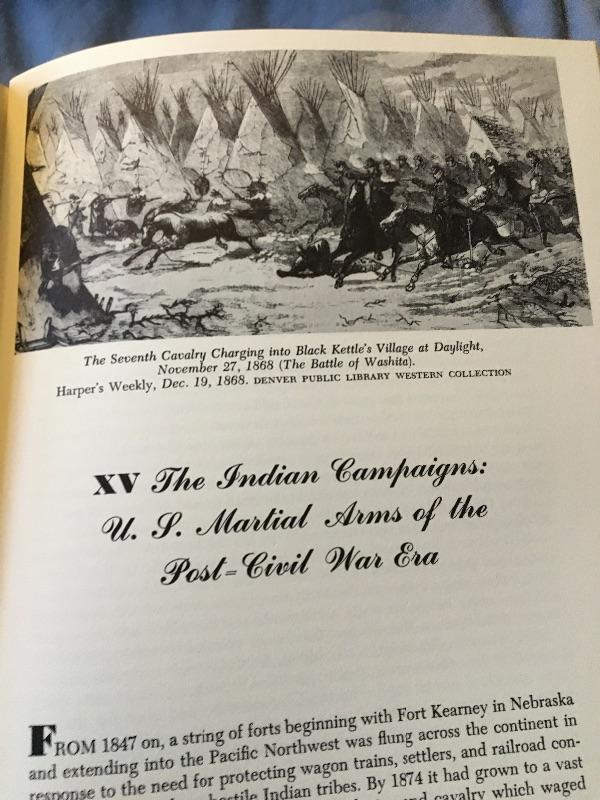 The Seventh Cavalry Charging into Black Kettle's Village at Daylight,
November 27, 1868 (The Battle of Washita).
Harper's Weekly, Dec. 19, 1868. DENVER PUBLIC LIBRARY WESTERN COLLECTION
XV The Indian Campaigns:
U. S. Martial Arms of the
Post-Civil War Era
FROM 1847 on, a string of forts beginning with Fort Kearney in Nebraska
and extending into the Pacific Northwest was flung across the continent in
response to the need for protecting wagon trains, settlers, and railroad con-
hostile Indian tribes. By 1874 it had grown to a vast
and cavalry which waged